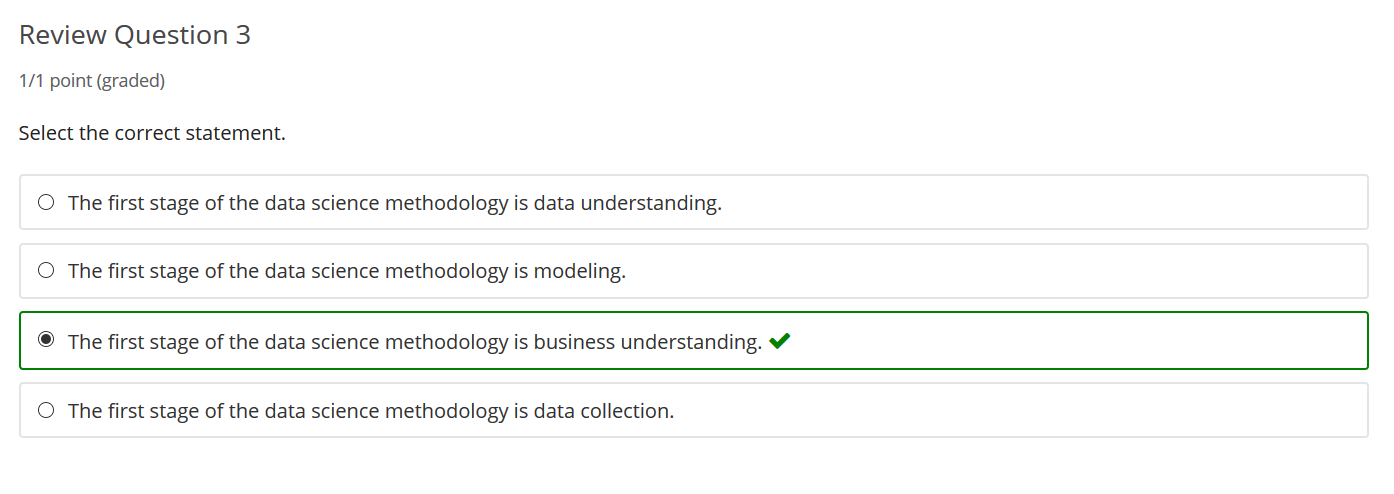 Review Question 3
1/1 point (graded)
Select the correct statement.
The first stage of the data science methodology is data understanding.
The first stage of the data science methodology is modeling.
The first stage of the data science methodology is business understanding.
The first stage of the data science methodology is data collection.